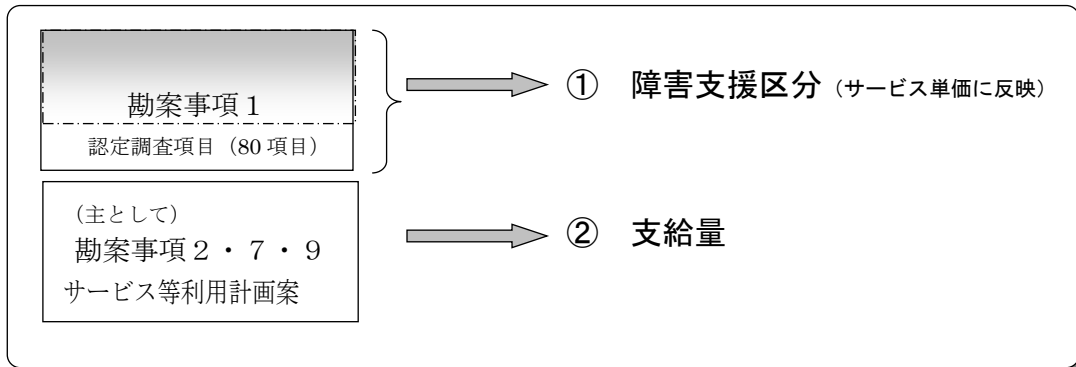 勘案事項１
認定調査項目（80 項目）
① 障害支援区分（サービス単価に反映）
（主として）
勘案事項２・７・９
サービス等利用計画案
② 支給量